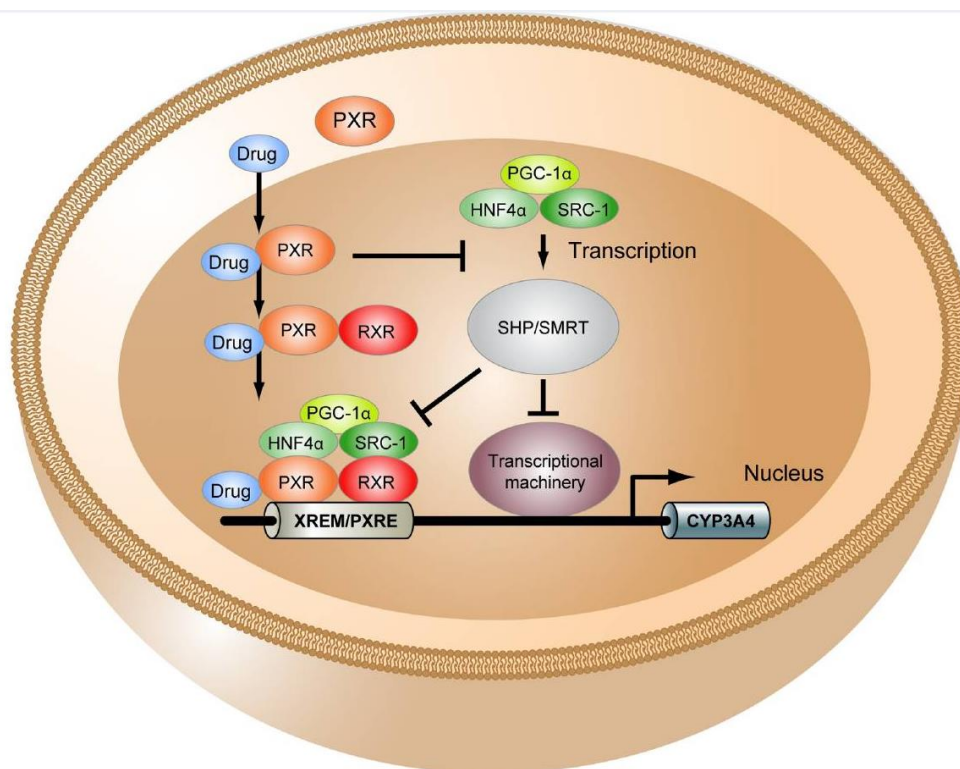 PXR
Drug
PGC-1α
HNF4α
SRC-1
PXR
Drug
Transcription
PXR
RXR
Drug
SHP/SMRT
PGC-1α
HNF4α
SRC-1
Transcriptional
machinery
Nucleus
PXR
RXR
Drug
XREM/PXRE
CYP3A4